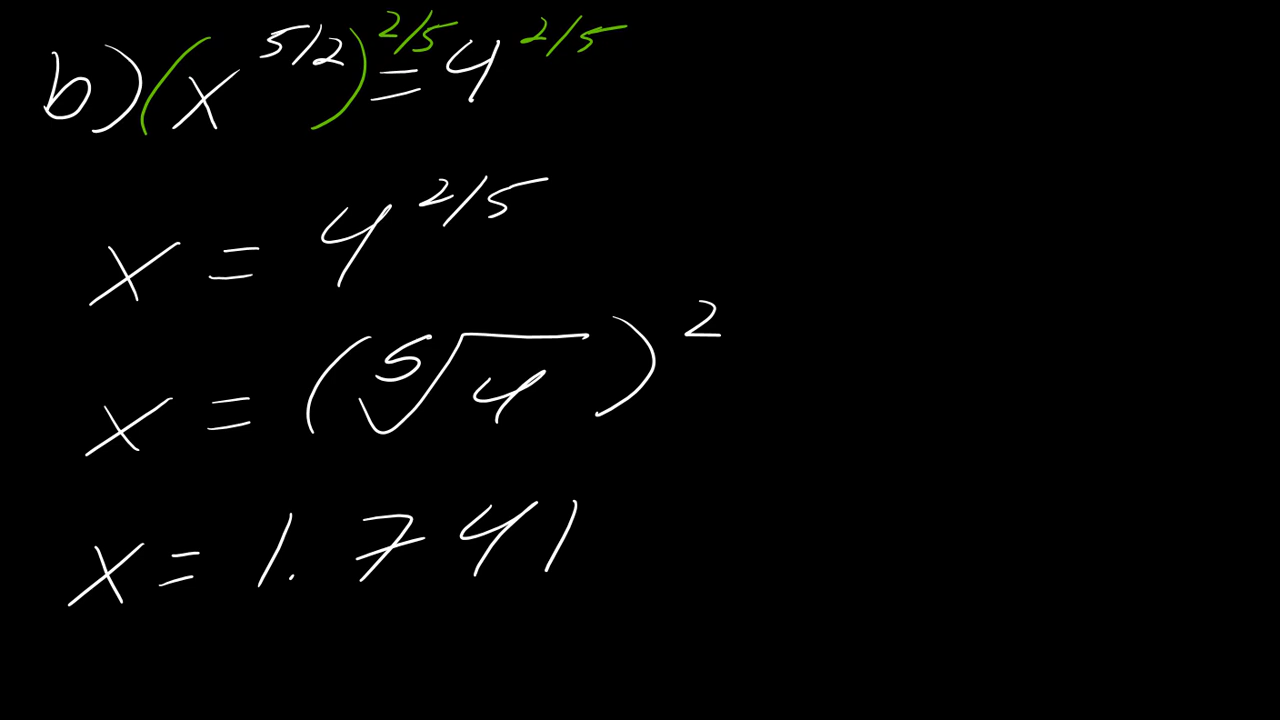 b) (x^{5/2})^{2/5} = 4^{2/5}
x = 4^{2/5}
x = (⁵√4)^2
x = 1.741